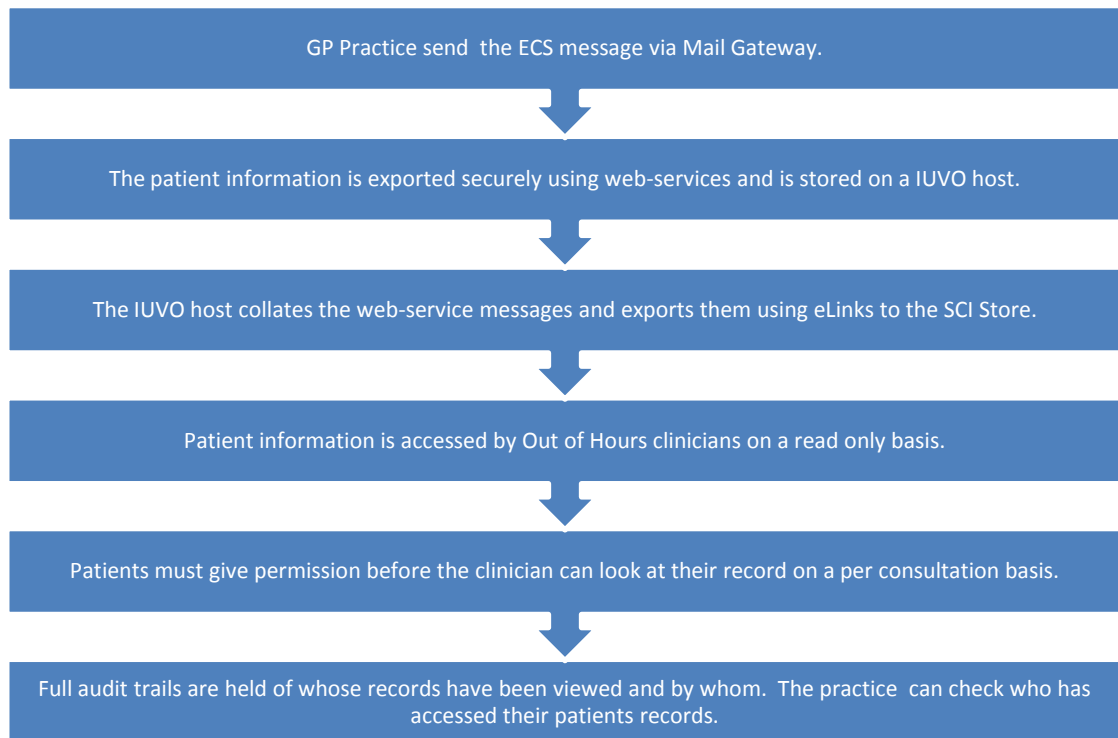 GP Practice send  the ECS message via Mail Gateway.
The patient information is exported securely using web-services and is stored on a IUVO host.
The IUVO host collates the web-service messages and exports them using eLinks to the SCI Store.
Patient information is accessed by Out of Hours clinicians on a read only basis.
Patients must give permission before the clinician can look at their record on a per consultation basis.
Full audit trails are held of whose records have been viewed and by whom.  The practice  can check who has
accessed their patients records.